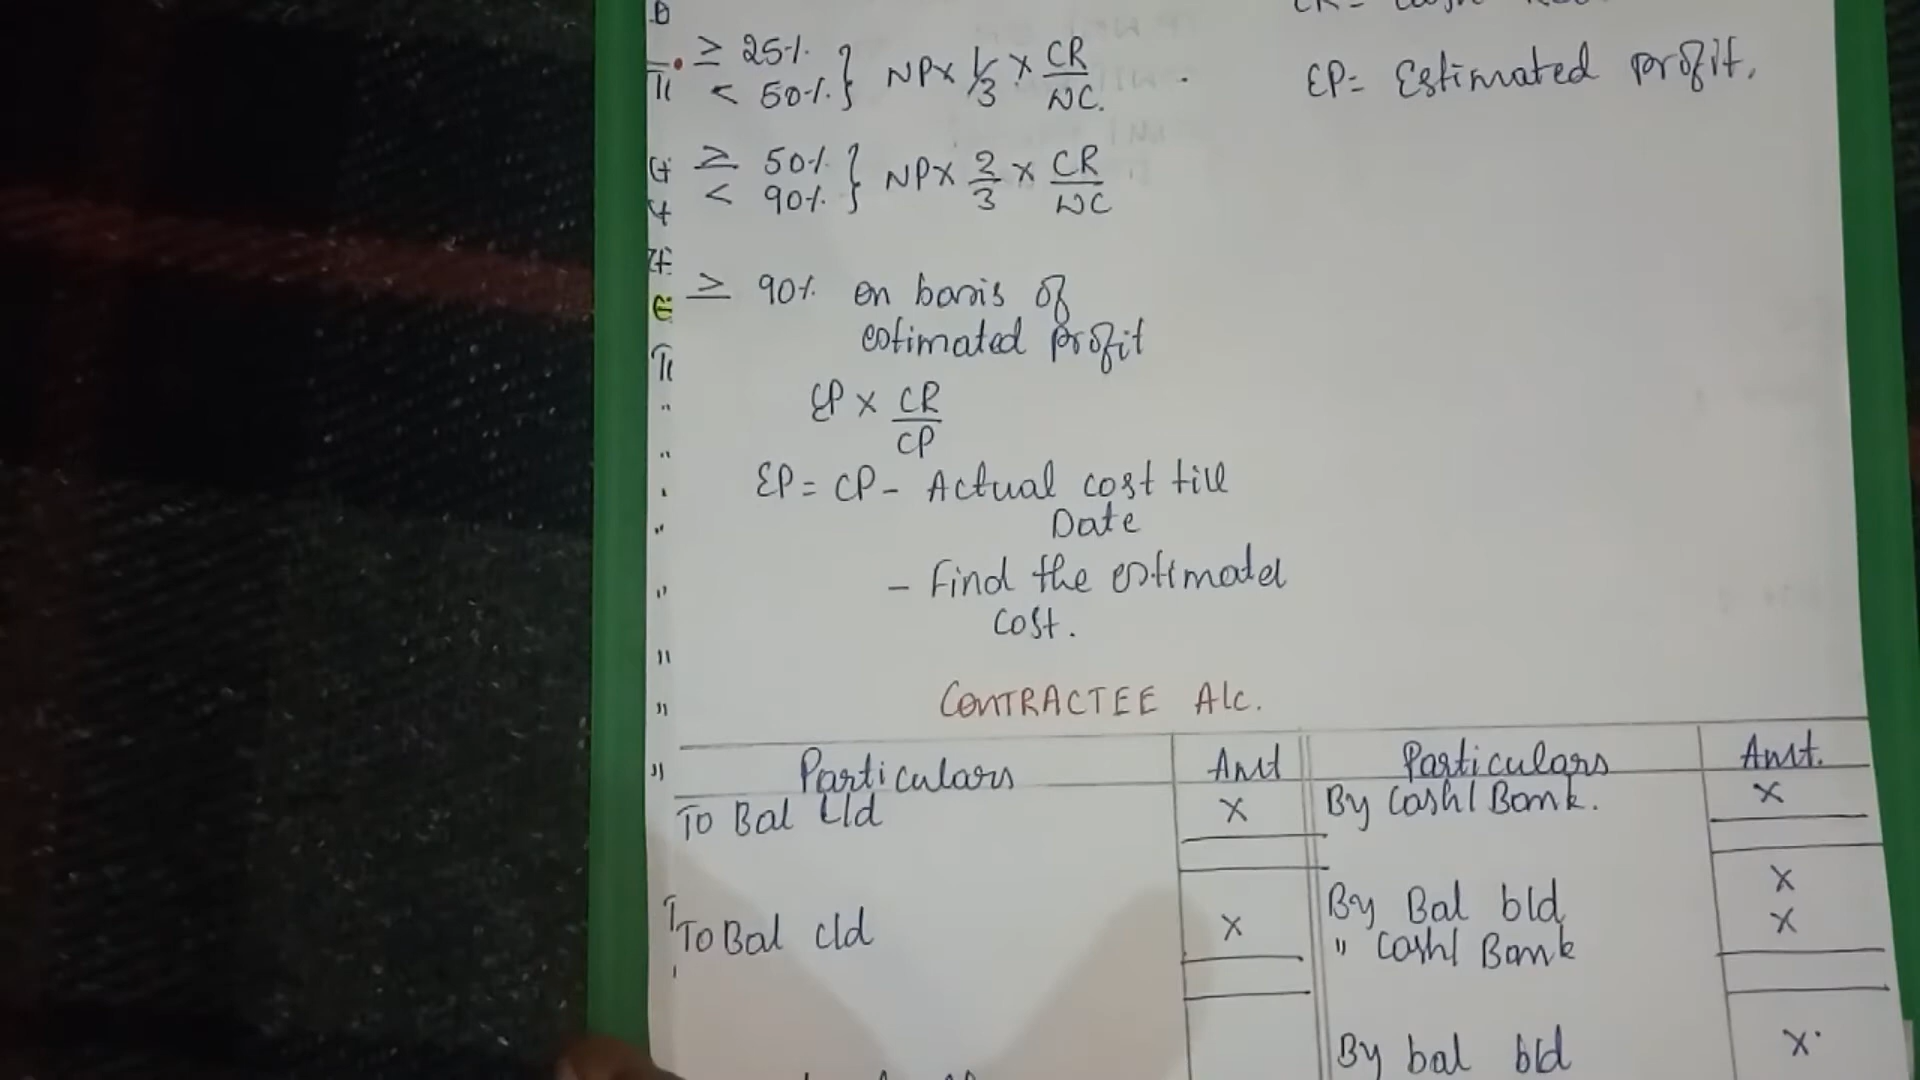 ≥ 25%
< 50% } NP x 1/3 x CR/WC.
EP = Estimated profit.
≥ 50%
< 90% } NP x 2/3 x CR/WC
≥ 90% on basis of
estimated profit
EP x CR/CP
EP = CP - Actual cost till
Date
- Find the estimated
cost.
CONTRACTEE A/c.
Particulars Amt Particulars Amt.
To Bal c/d x By Cash/Bank. x
By Bal b/d x
To Bal c/d x " Cash/Bank x
By bal b/d x